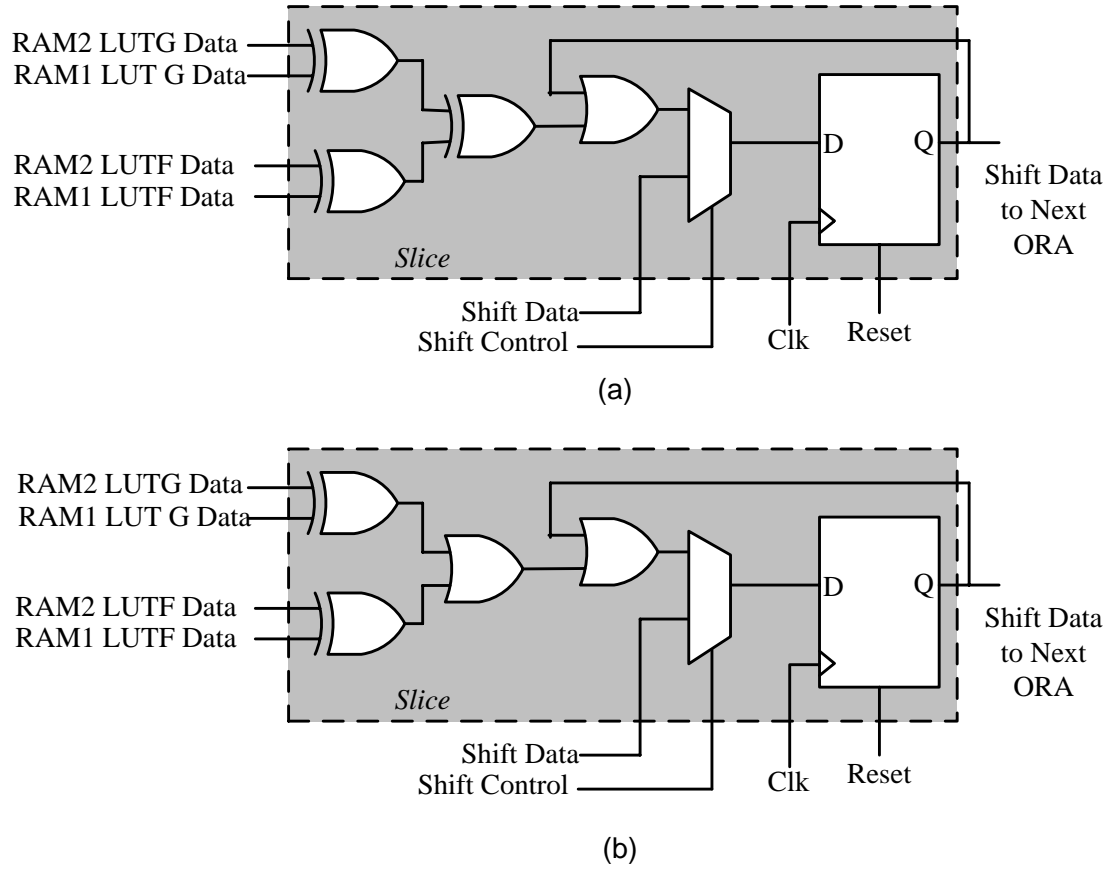 RAM2 LUTG Data
RAM1 LUT G Data
RAM2 LUTF Data
RAM1 LUTF Data
D
Q
Shift Data
to Next
ORA
Slice
Shift Data
Shift Control
Clk
Reset
(a)
RAM2 LUTG Data
RAM1 LUT G Data
RAM2 LUTF Data
RAM1 LUTF Data
D
Q
Shift Data
to Next
ORA
Slice
Shift Data
Shift Control
Clk
Reset
(b)